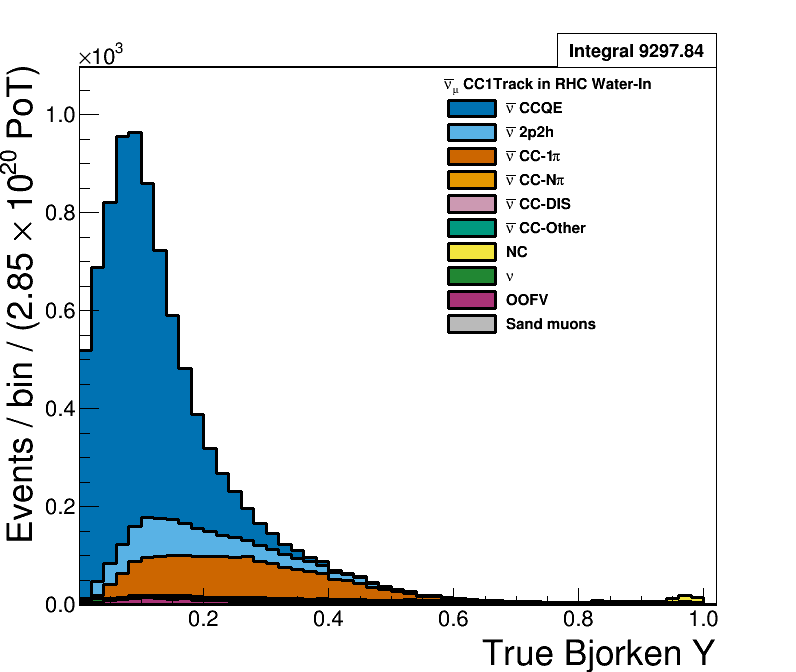 ×10³
Integral 9297.84
ν̅μ CC1Track in RHC Water-In
ν̅ CCQE
ν̅ 2p2h
ν̅ CC-1π
ν̅ CC-Nπ
ν̅ CC-DIS
ν̅ CC-Other
NC
ν
OOFV
Sand muons
Events / bin / (2.85 × 10²⁰ PoT)
1.0
0.8
0.6
0.4
0.2
0.0
0.2 0.4 0.6 0.8 1.0
True Bjorken Y